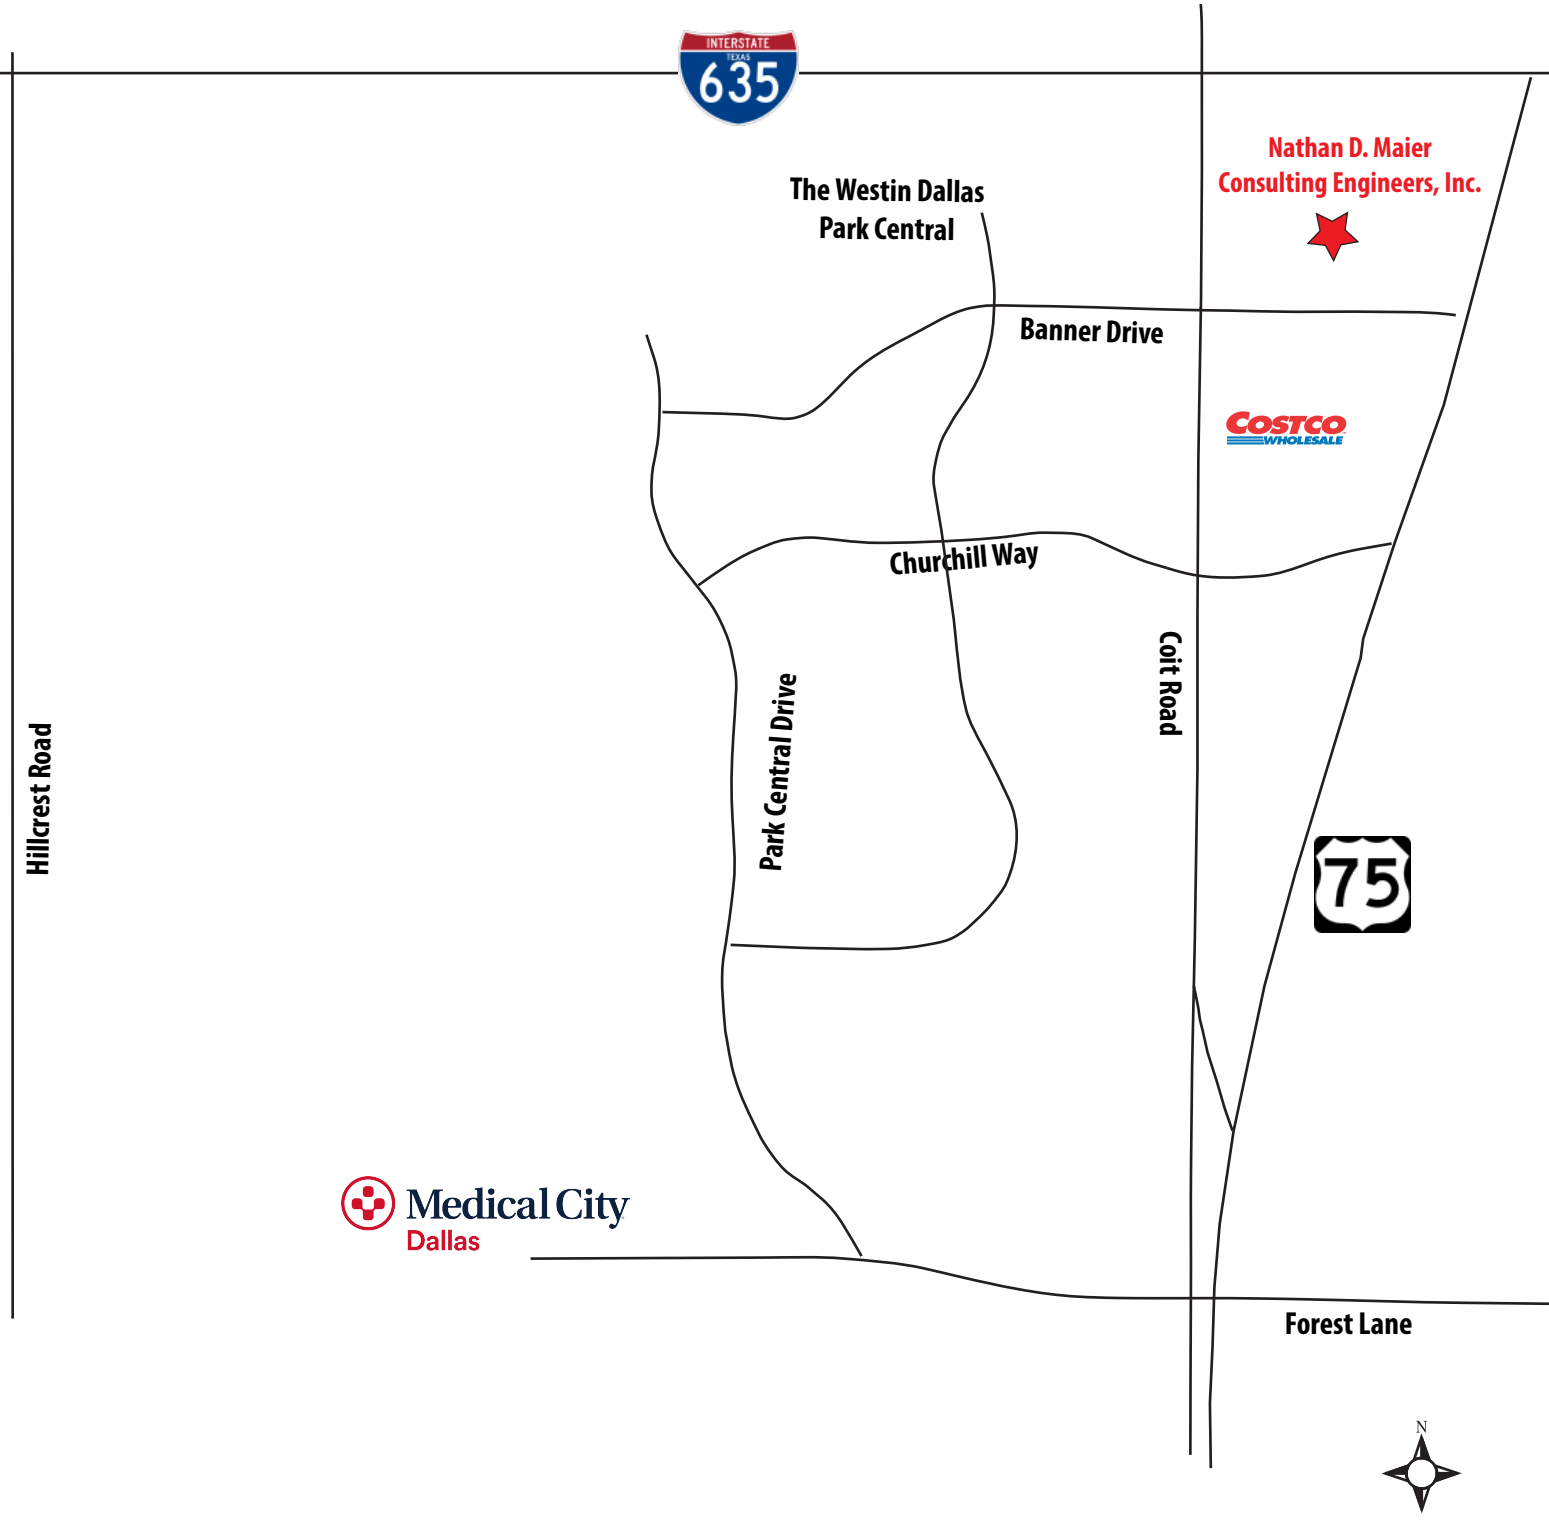 INTERSTATE
TEXAS
635
Nathan D. Maier
Consulting Engineers, Inc.
The Westin Dallas
Park Central
Banner Drive
COSTCO
WHOLESALE
Churchill Way
Coit Road
Park Central Drive
Hillcrest Road
75
Medical City
Dallas
Forest Lane
N